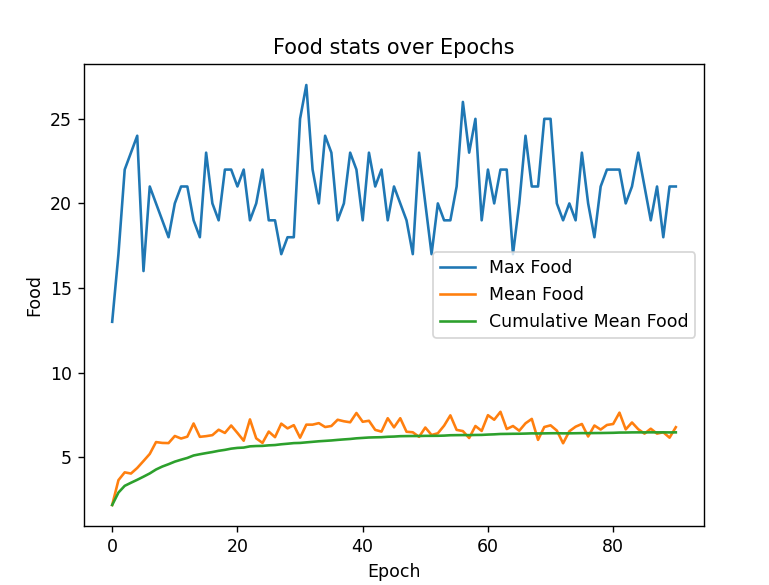 Food stats over Epochs
25
20
15
10
5
Food
Max Food
Mean Food
Cumulative Mean Food
0 20 40 60 80
Epoch